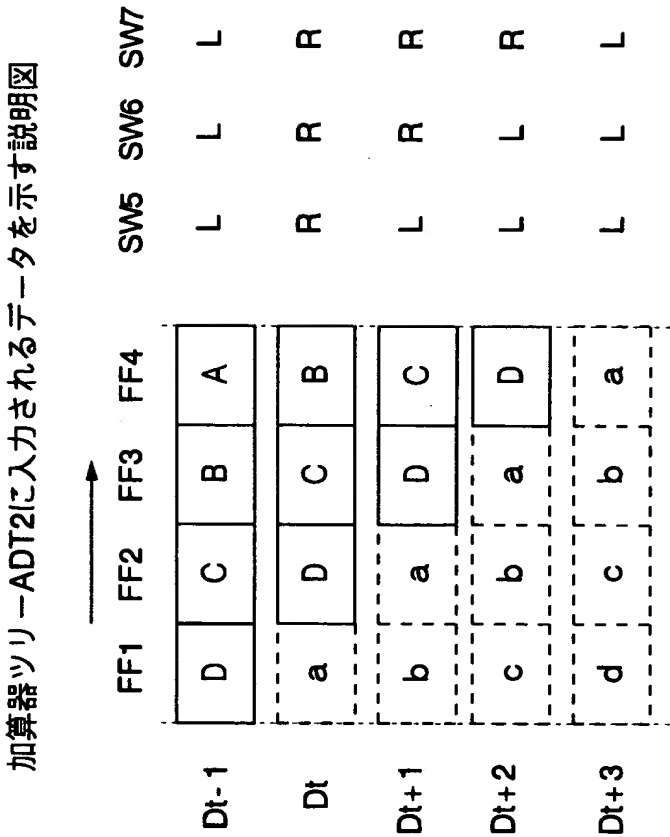 加算器ツリーADT2に入力されるデータを示す説明図
FF1 FF2 FF3 FF4 SW5 SW6 SW7
Dt-1 D C B A L L L
Dt a D C B R R R
Dt+1 b a D C L R R
Dt+2 c b a D L L R
Dt+3 d c b a L L L